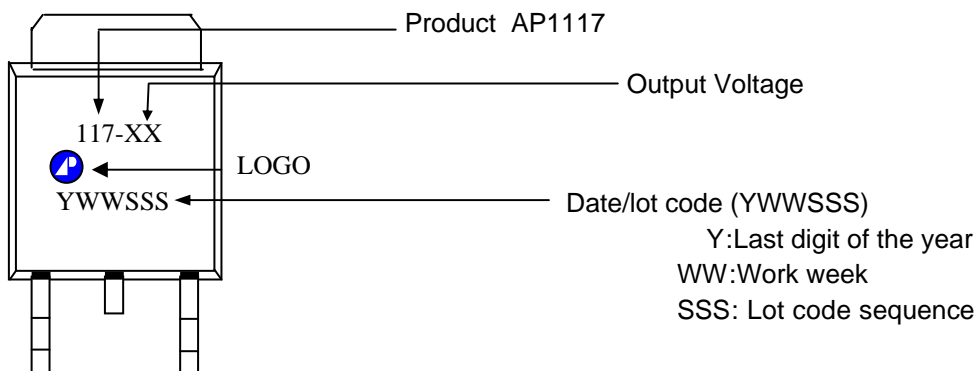 Product AP1117
Output Voltage
117-XX
AP
LOGO
YWWSSS
Date/lot code (YWWSSS)
Y:Last digit of the year
WW:Work week
SSS: Lot code sequence